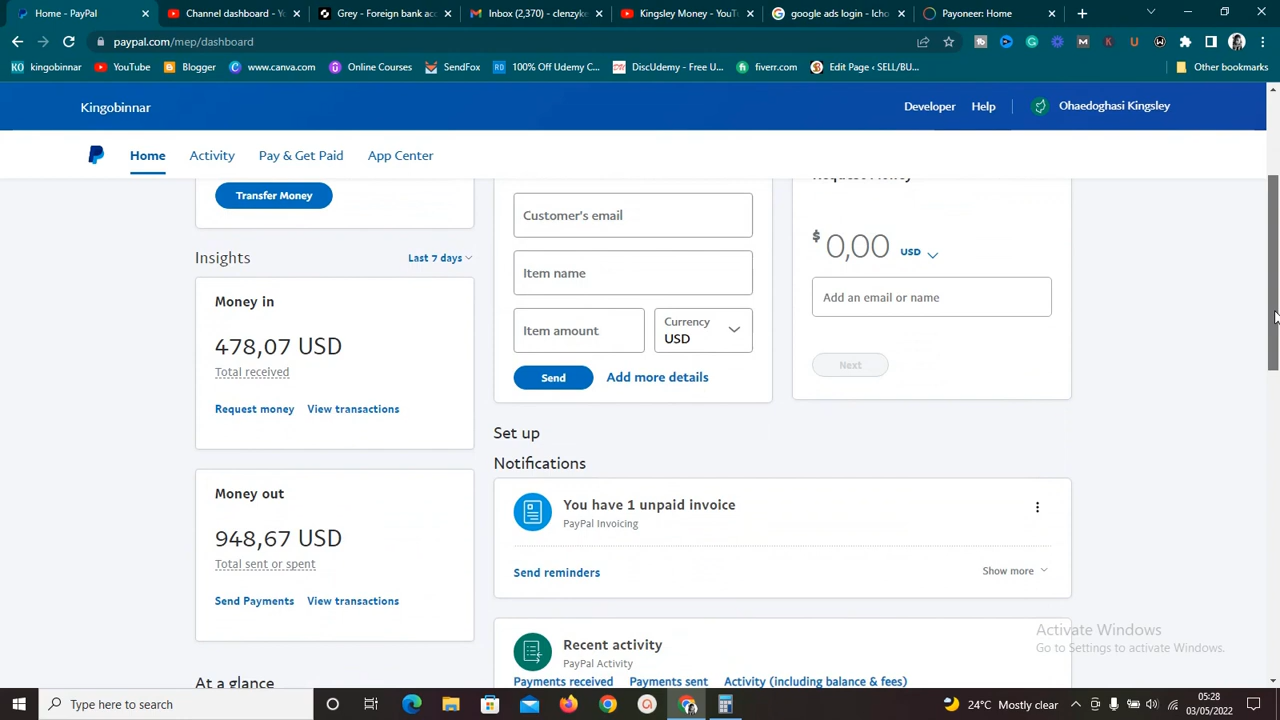 Home - PayPal
Channel dashboard - Yo
Grey - Foreign bank acc
Inbox (2,370) - clenzyke
Kingsley Money - YouTu
google ads login - Icho
Payoneer: Home
paypal.com/mep/dashboard
kingobinnar
YouTube
Blogger
www.canva.com
Online Courses
SendFox
100% Off Udemy C...
DiscUdemy - Free U...
fiverr.com
Edit Page ‹ SELL/BU...
Other bookmarks
Kingobinnar
Developer
Help
Ohaedoghasi Kingsley
Home
Activity
Pay & Get Paid
App Center
Transfer Money
Customer's email
Item name
Item amount
Currency
USD
Send
Add more details
Request Money
$ 0,00 USD
Add an email or name
Next
Insights
Last 7 days
Money in
478,07 USD
Total received
Request money
View transactions
Money out
948,67 USD
Total sent or spent
Send Payments
View transactions
At a glance
Set up
Notifications
You have 1 unpaid invoice
PayPal Invoicing
Send reminders
Show more
Recent activity
PayPal Activity
Payments received
Payments sent
Activity (including balance & fees)
Activate Windows
Go to Settings to activate Windows.
Type here to search
24°C Mostly clear
05:28
03/05/2022